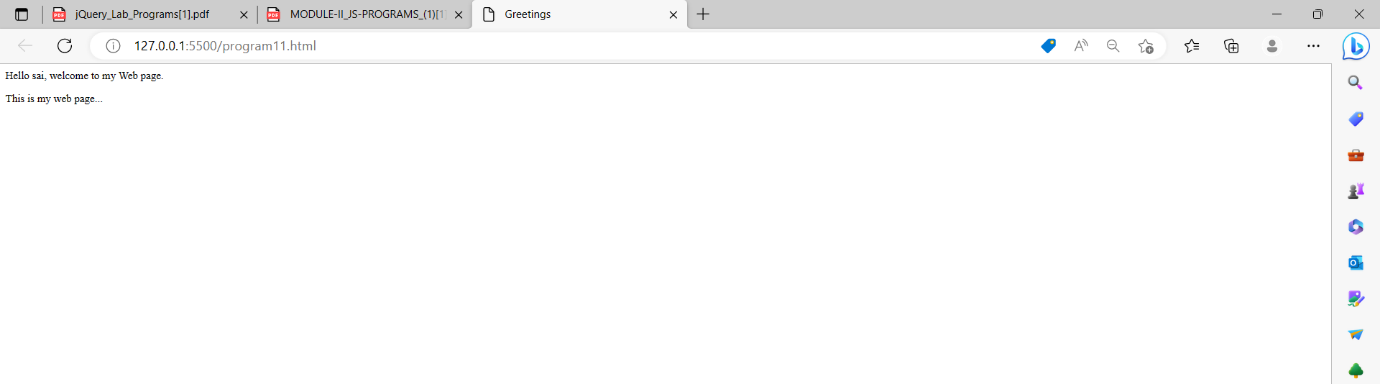 jQuery_Lab_Programs[1].pdf
MODULE-II_JS-PROGRAMS_(1)[1]
Greetings
127.0.0.1:5500/program11.html
Hello sai, welcome to my Web page.
This is my web page...